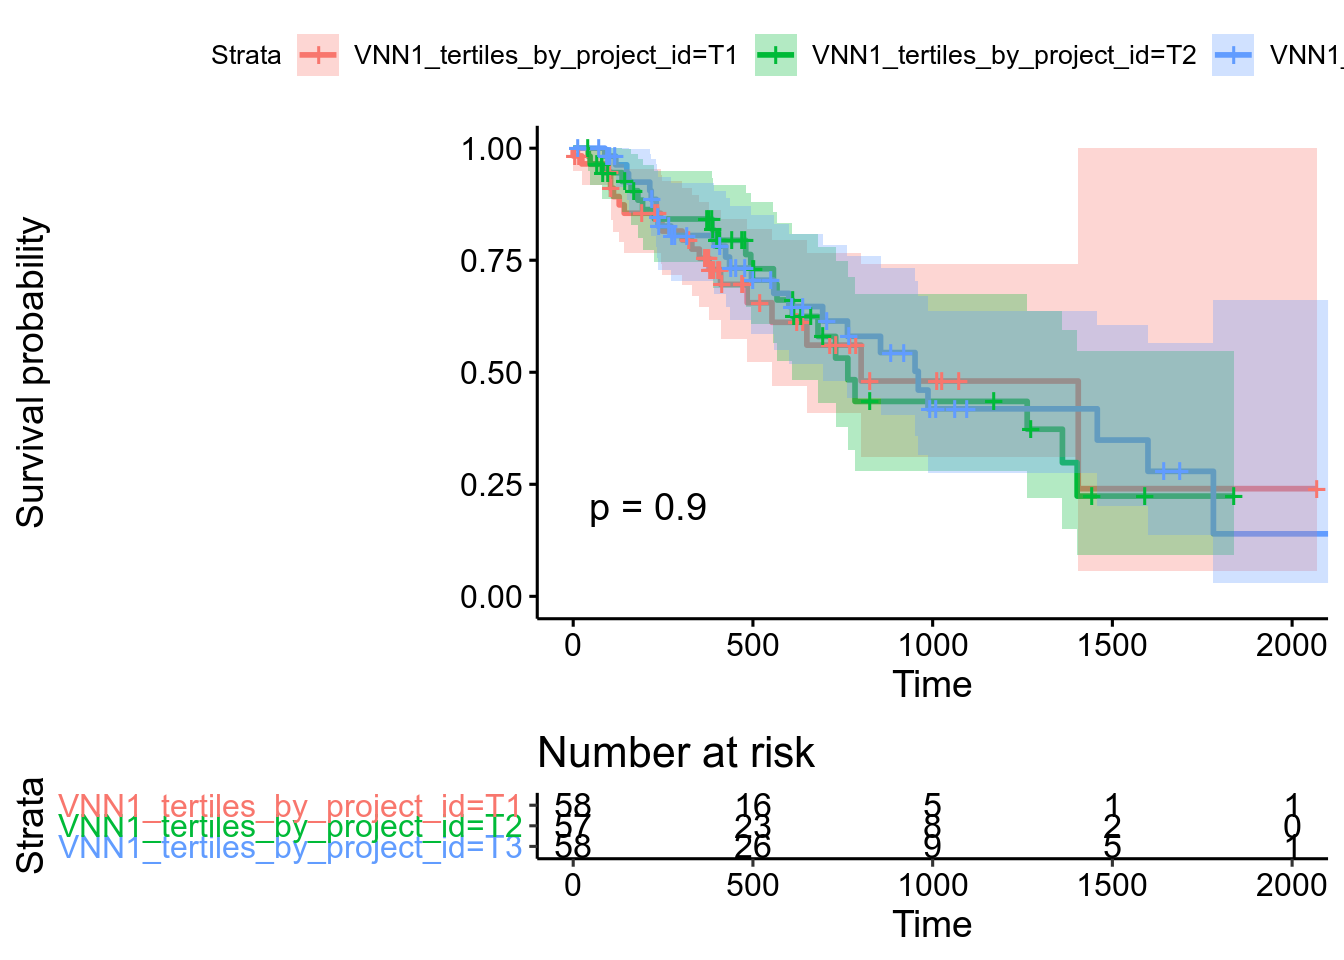 Strata VNN1_tertiles_by_project_id=T1 VNN1_tertiles_by_project_id=T2 VNN1_
Survival probability
1.00
0.75
0.50
0.25
0.00
p = 0.9
0 500 1000 1500 2000
Time
Number at risk
Strata
VNN1_tertiles_by_project_id=T1 58 16 5 1 1
VNN1_tertiles_by_project_id=T2 57 23 8 2 0
VNN1_tertiles_by_project_id=T3 58 26 9 5 1
0 500 1000 1500 2000
Time